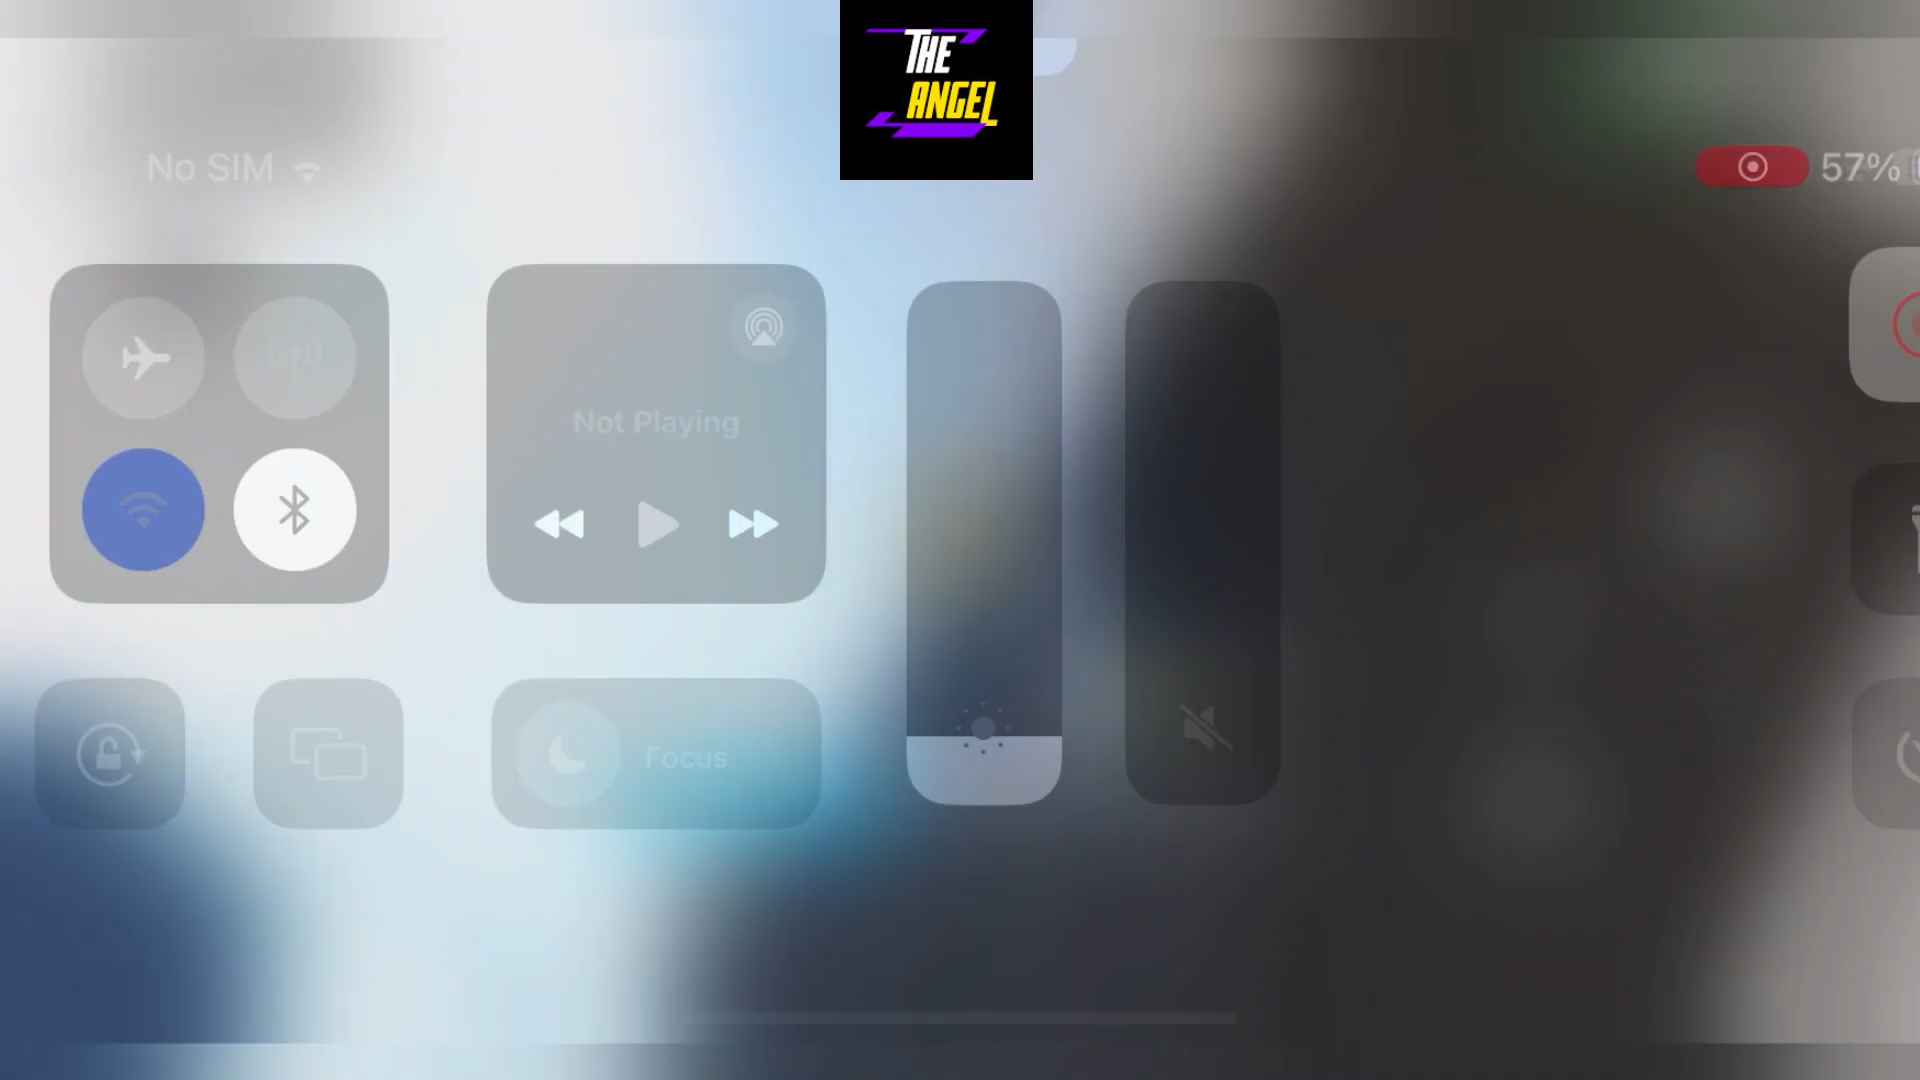 THE
ANGEL
No SIM
57%
Not Playing
Focus